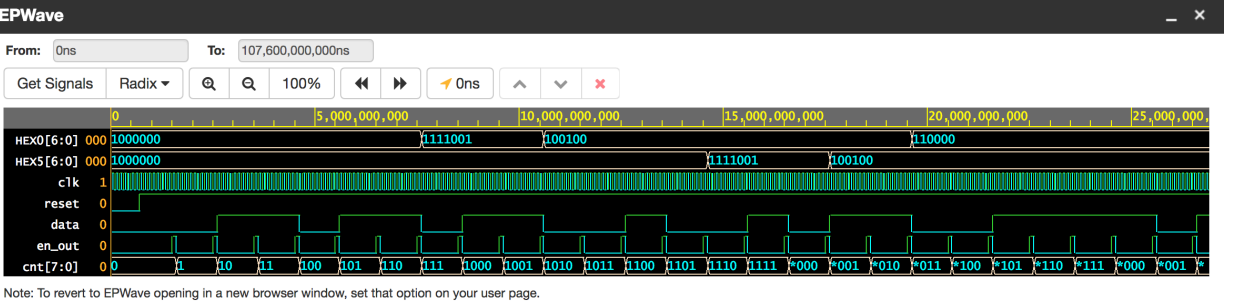 EPWave
From: 0ns To: 107,600,000,000ns
Get Signals Radix 100% 0ns
0 5,000,000,000 10,000,000,000 15,000,000,000 20,000,000,000 25,000,000,
HEX0[6:0] 000 1000000 1111001 100100 110000
HEX5[6:0] 000 1000000 1111001 100100
clk 1
reset 0
data 0
en_out 0
cnt[7:0] 0 0 1 10 11 100 101 110 111 1000 1001 1010 1011 1100 1101 1110 1111 *000 *001 *010 *011 *100 *101 *110 *111 *000 *001 *
Note: To revert to EPWave opening in a new browser window, set that option on your user page.